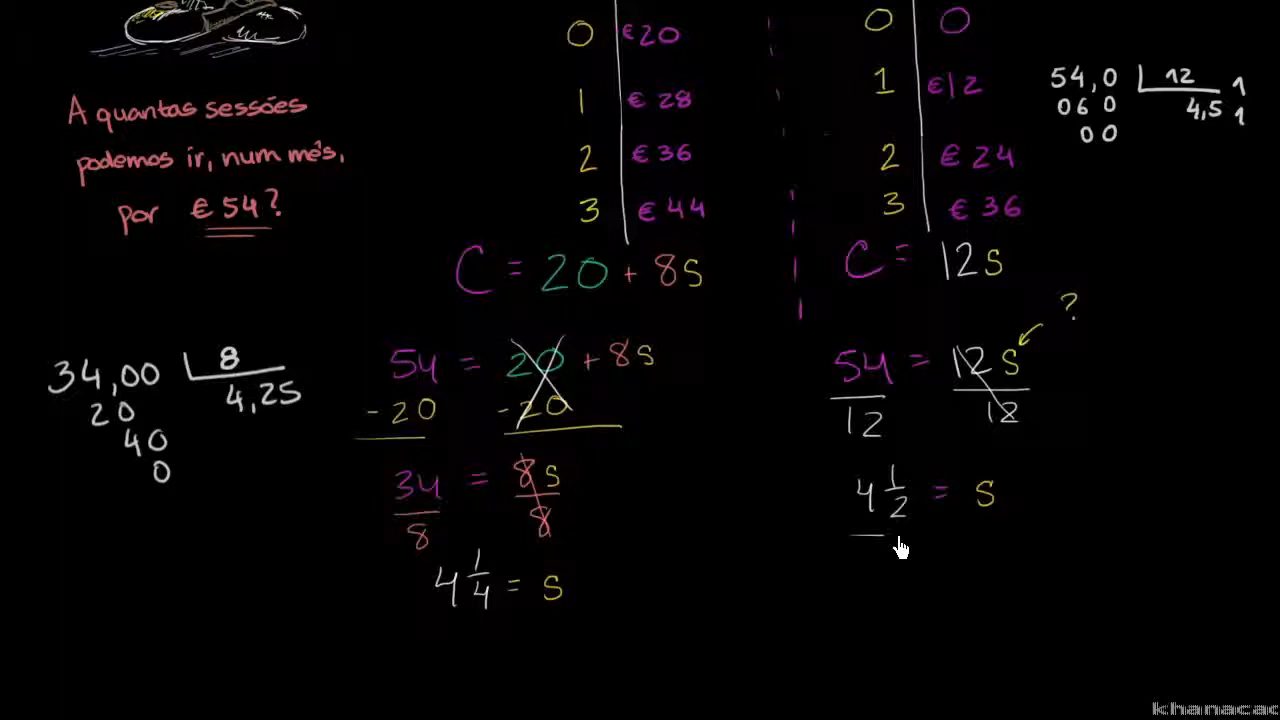 A quantas sessões
podemos ir, num mês,
por € 54?
34,00 8
20 4,25
40
0
0 €20
1 € 28
2 € 36
3 € 44
C = 20 + 8s
54 = 20 + 8s
-20 -20
34 = 8s
8 8
4 1/4 = s
0 0
1 €12
2 € 24
3 € 36
C = 12s
?
54 = 12s
12 12
4 1/2 = s
54,0 12 1
060 4,5 1
00
khanacad